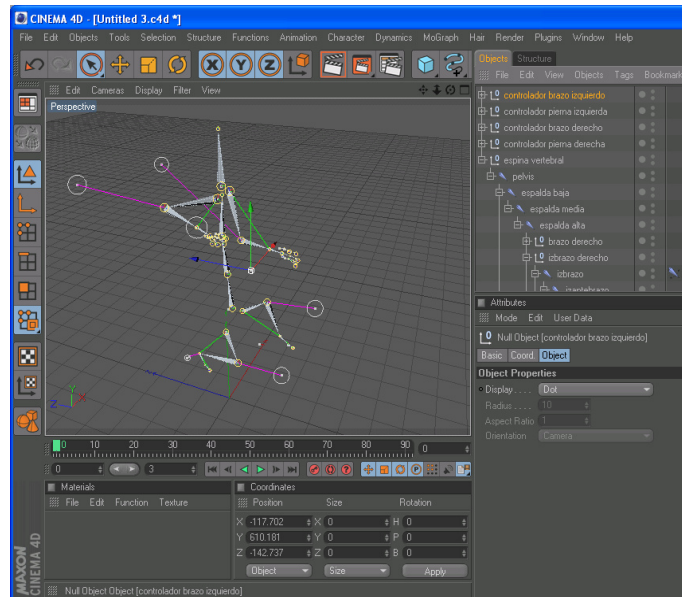 CINEMA 4D - [Untitled 3.c4d *]
File Edit Objects Tools Selection Structure Functions Animation Character Dynamics MoGraph Hair Render Plugins Window Help
Objects Structure
File Edit View Objects Tags Bookmark
controlador brazo izquierdo
controlador pierna izquierda
controlador brazo derecho
controlador pierna derecha
espina vertebral
pelvis
espalda baja
espalda media
espalda alta
brazo derecho
izbrazo derecho
izbrazo
izantebrazo
Edit Cameras Display Filter View
Perspective
Y
Z X
Attributes
Mode Edit User Data
Null Object [controlador brazo izquierdo]
Basic Coord. Object
Object Properties
Display . . . . Dot
Radius . . . . 10
Aspect Ratio 1
Orientation Camera
0 10 20 30 40 50 60 70 80 90 0
0 3
Materials
File Edit Function Texture
Coordinates
Position Size Rotation
X -117.702 X 0 H 0
Y 610.181 Y 0 P 0
Z -142.737 Z 0 B 0
Object Size Apply
MAXON
CINEMA 4D
Null Object Object [controlador brazo izquierdo]